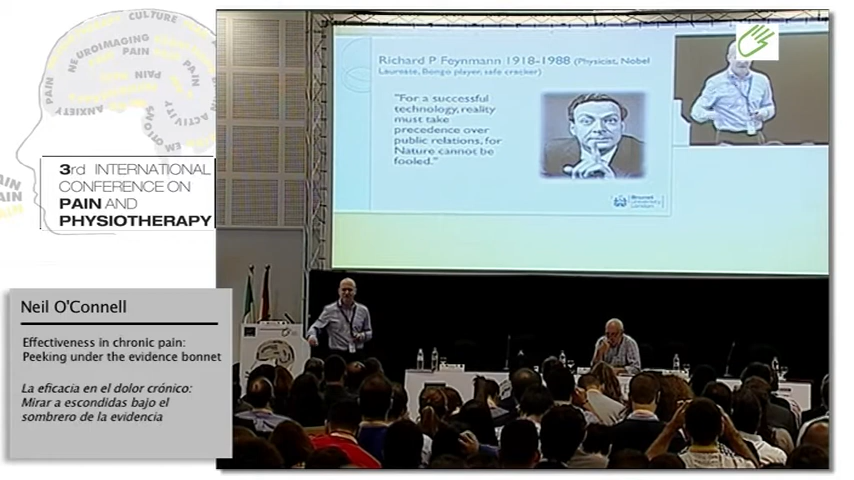 CULTURE
NEUROIMAGING
PAIN
PAIN
PAIN
PAIN
ANXIETY
ACTIVITY
3rd INTERNATIONAL
CONFERENCE ON
PAIN AND
PHYSIOTHERAPY
Neil O'Connell
Effectiveness in chronic pain:
Peeking under the evidence bonnet
La eficacia en el dolor crónico:
Mirar a escondidas bajo el
sombrero de la evidencia
Richard P Feynmann 1918-1988 (Physicist, Nobel
Laureate, Bongo player, safe cracker)
"For a successful
technology, reality
must take
precedence over
public relations, for
Nature cannot be
fooled."
Brunel
University
London